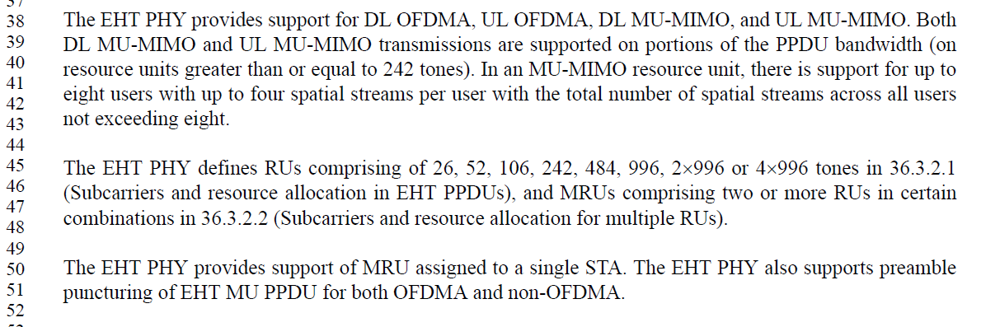 37
38 The EHT PHY provides support for DL OFDMA, UL OFDMA, DL MU-MIMO, and UL MU-MIMO. Both
39 DL MU-MIMO and UL MU-MIMO transmissions are supported on portions of the PPDU bandwidth (on
40 resource units greater than or equal to 242 tones). In an MU-MIMO resource unit, there is support for up to
41 eight users with up to four spatial streams per user with the total number of spatial streams across all users
42
43 not exceeding eight.
44
45 The EHT PHY defines RUs comprising of 26, 52, 106, 242, 484, 996, 2×996 or 4×996 tones in 36.3.2.1
46 (Subcarriers and resource allocation in EHT PPDUs), and MRUs comprising two or more RUs in certain
47
48 combinations in 36.3.2.2 (Subcarriers and resource allocation for multiple RUs).
49
50 The EHT PHY provides support of MRU assigned to a single STA. The EHT PHY also supports preamble
51 puncturing of EHT MU PPDU for both OFDMA and non-OFDMA.
52